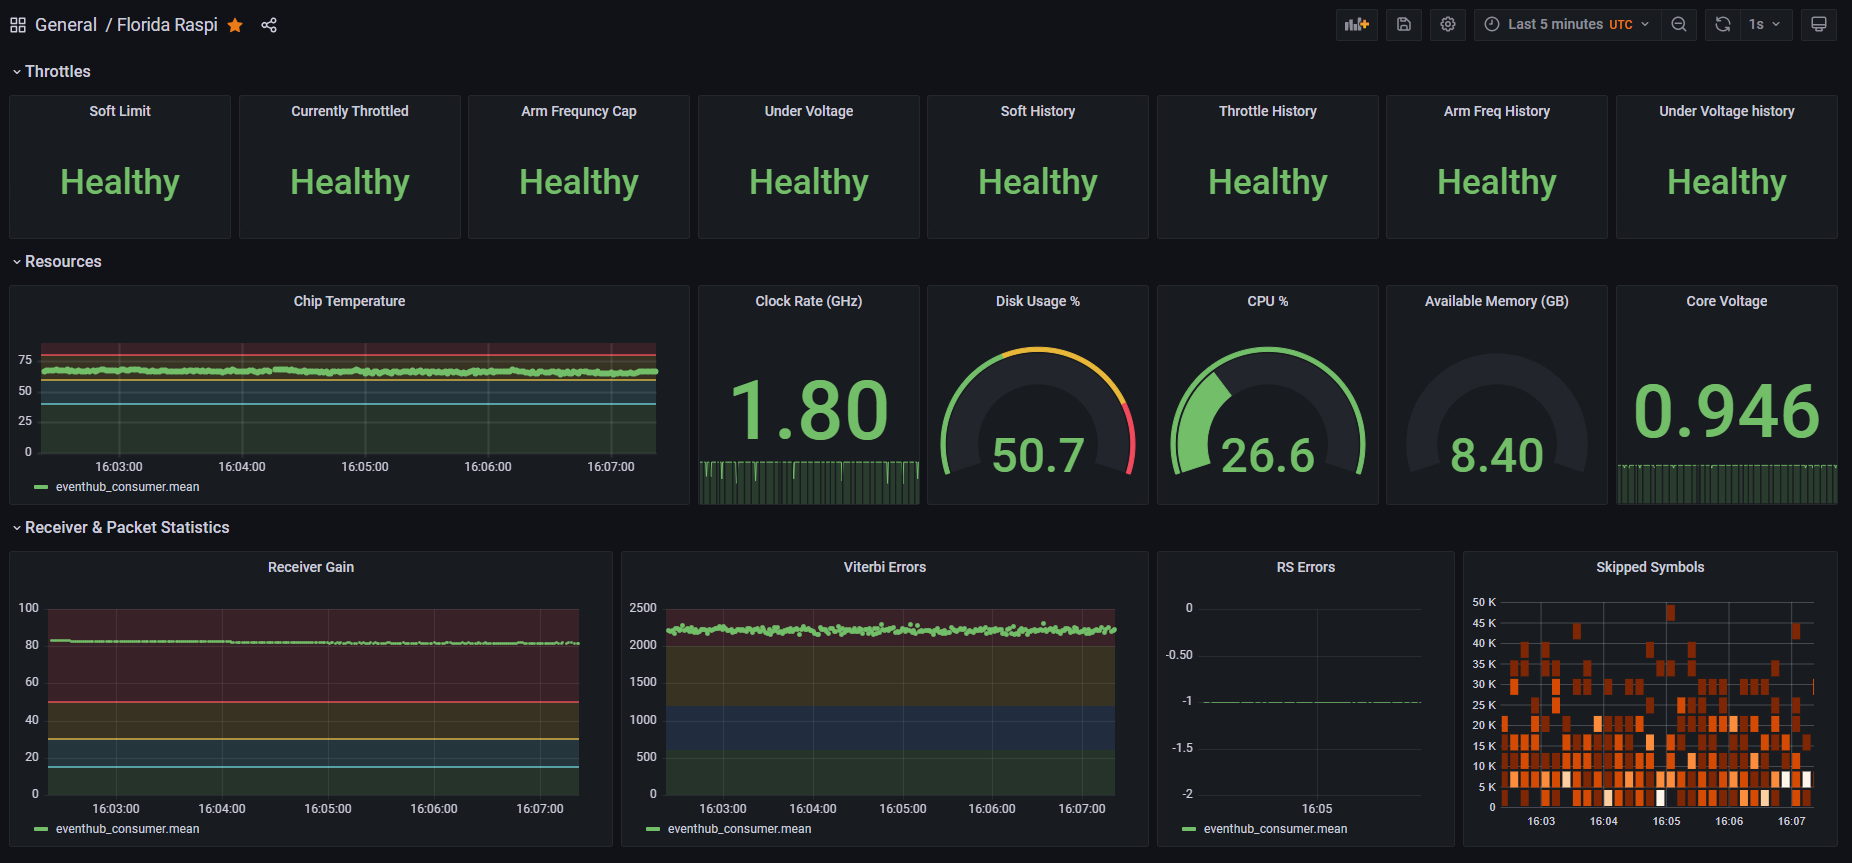 General / Florida Raspi
Last 5 minutes UTC
1s
Throttles
Soft Limit
Healthy
Currently Throttled
Healthy
Arm Frequncy Cap
Healthy
Under Voltage
Healthy
Soft History
Healthy
Throttle History
Healthy
Arm Freq History
Healthy
Under Voltage history
Healthy
Resources
Chip Temperature
75
50
25
0
16:03:00 16:04:00 16:05:00 16:06:00 16:07:00
eventhub_consumer.mean
Clock Rate (GHz)
1.80
Disk Usage %
50.7
CPU %
26.6
Available Memory (GB)
8.40
Core Voltage
0.946
Receiver & Packet Statistics
Receiver Gain
100
80
60
40
20
0
16:03:00 16:04:00 16:05:00 16:06:00 16:07:00
eventhub_consumer.mean
Viterbi Errors
2500
2000
1500
1000
500
0
16:03:00 16:04:00 16:05:00 16:06:00 16:07:00
eventhub_consumer.mean
RS Errors
0
-0.50
-1
-1.5
-2
16:05
eventhub_consumer.mean
Skipped Symbols
50 K
45 K
40 K
35 K
30 K
25 K
20 K
15 K
10 K
5 K
0
16:03 16:04 16:05 16:06 16:07